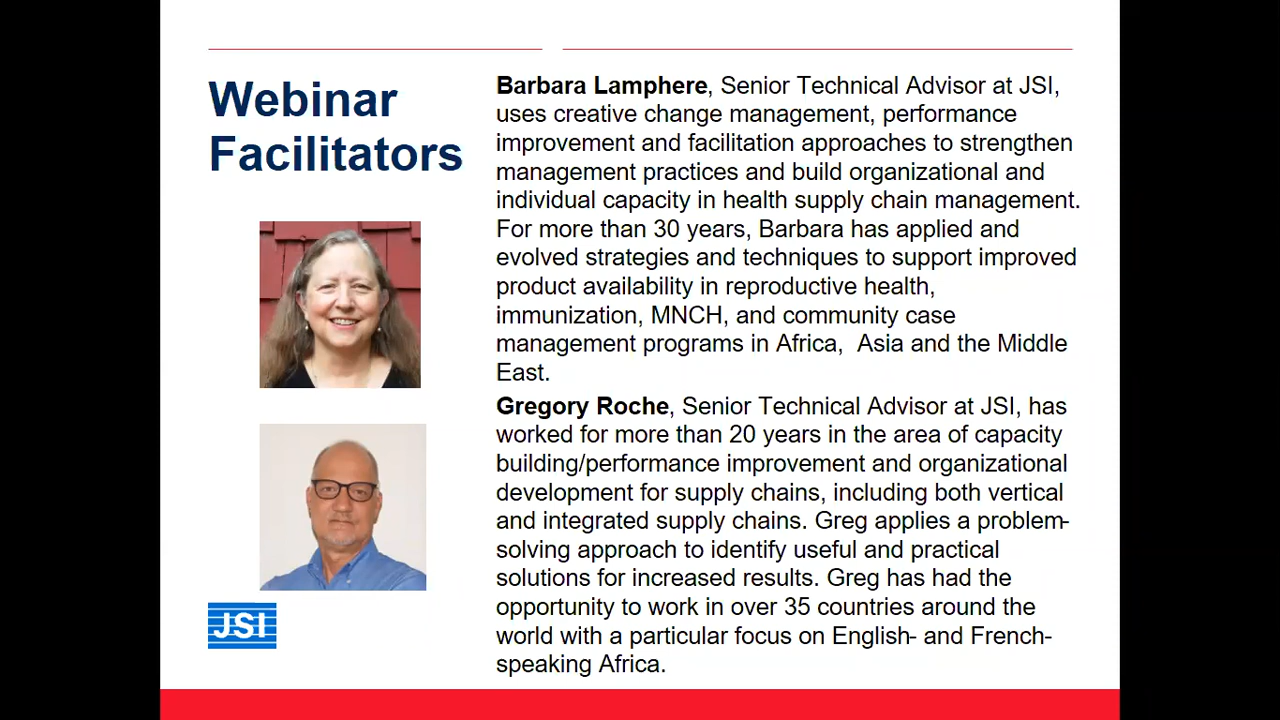 Webinar
Facilitators
Barbara Lamphere, Senior Technical Advisor at JSI,
uses creative change management, performance
improvement and facilitation approaches to strengthen
management practices and build organizational and
individual capacity in health supply chain management.
For more than 30 years, Barbara has applied and
evolved strategies and techniques to support improved
product availability in reproductive health,
immunization, MNCH, and community case
management programs in Africa,  Asia and the Middle
East.
Gregory Roche, Senior Technical Advisor at JSI, has
worked for more than 20 years in the area of capacity
building/performance improvement and organizational
development for supply chains, including both vertical
and integrated supply chains. Greg applies a problem-
solving approach to identify useful and practical
solutions for increased results. Greg has had the
opportunity to work in over 35 countries around the
world with a particular focus on English- and French-
speaking Africa.
JSI